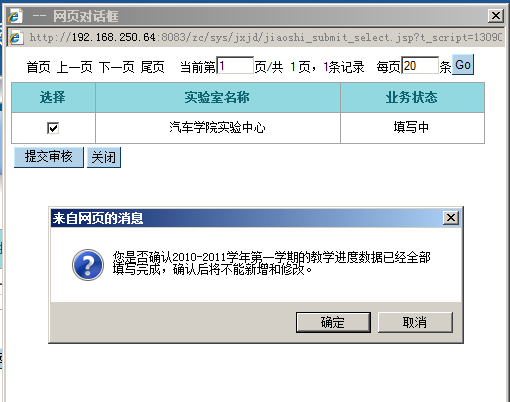 -- 网页对话框
http://192.168.250.64:8083/zc/sys/jxjd/jiaoshi_submit_select.jsp?t_script=13090
首页 上一页 下一页 尾页 当前第1页/共 1页，1条记录 每页20条Go
选择 实验室名称 业务状态
汽车学院实验中心 填写中
提交审核 关闭
来自网页的消息
您是否确认2010-2011学年第一学期的教学进度数据已经全部
填写完成，确认后将不能新增和修改。
确定 取消